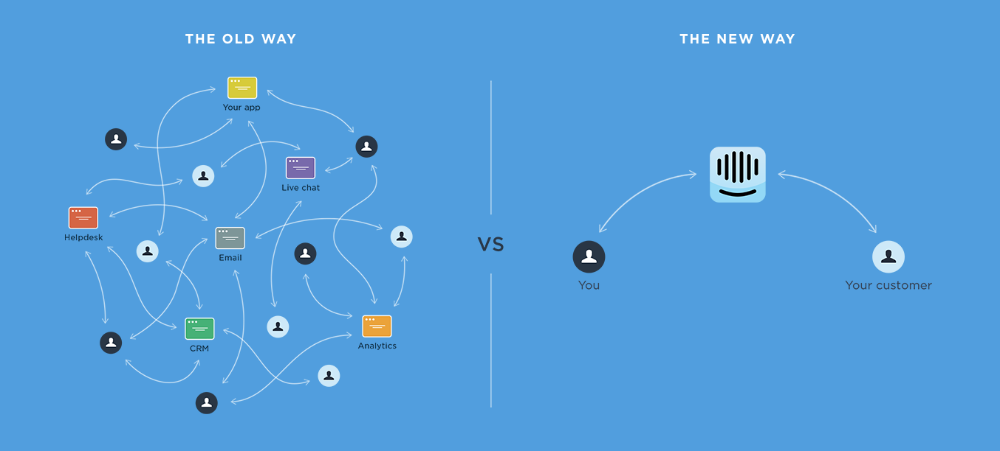 THE OLD WAY
THE NEW WAY
Your app
Live chat
Helpdesk
Email
VS
You
Your customer
CRM
Analytics